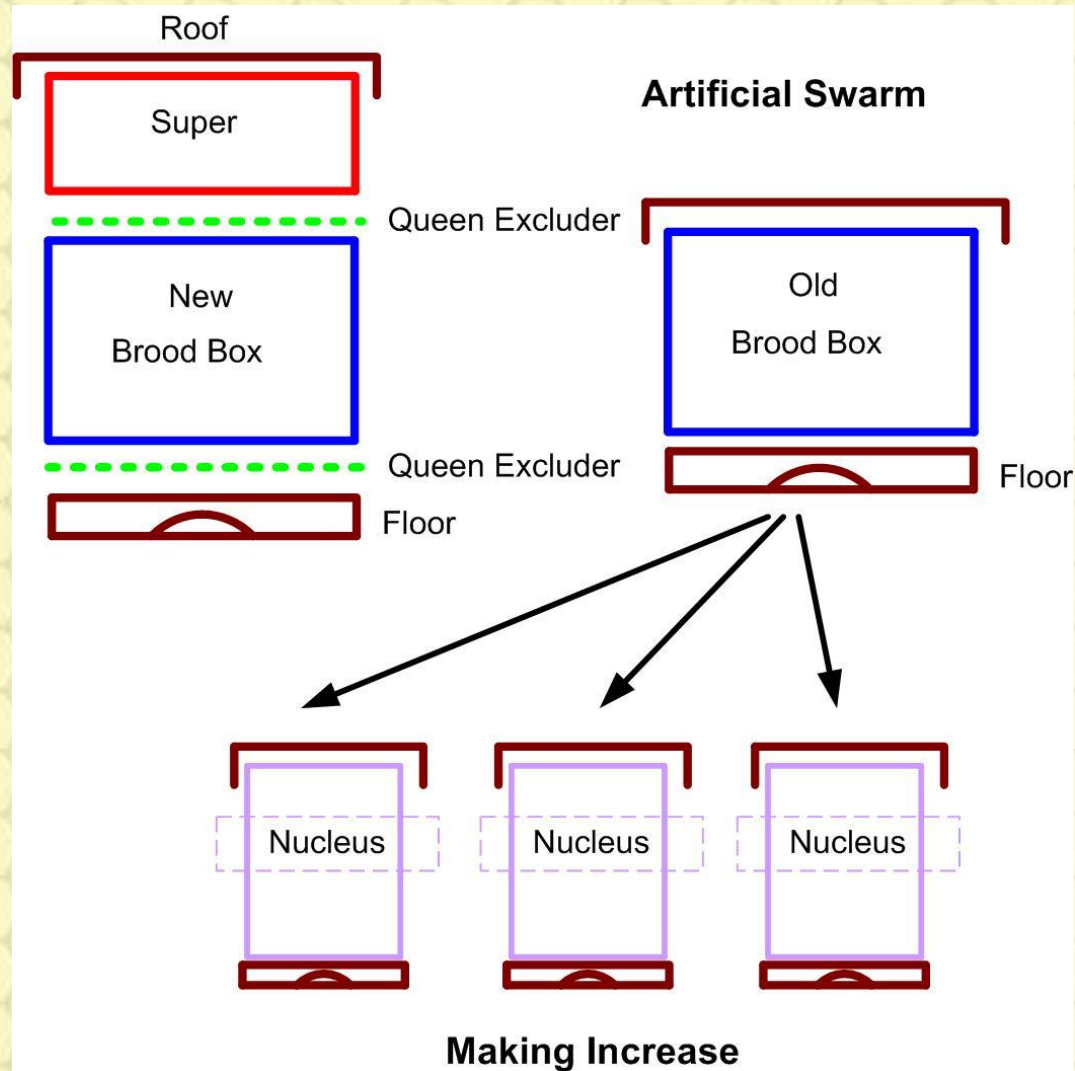 Roof
Artificial Swarm
Super
Queen Excluder
New
Brood Box
Old
Brood Box
Queen Excluder
Floor
Floor
Nucleus
Nucleus
Nucleus
Making Increase